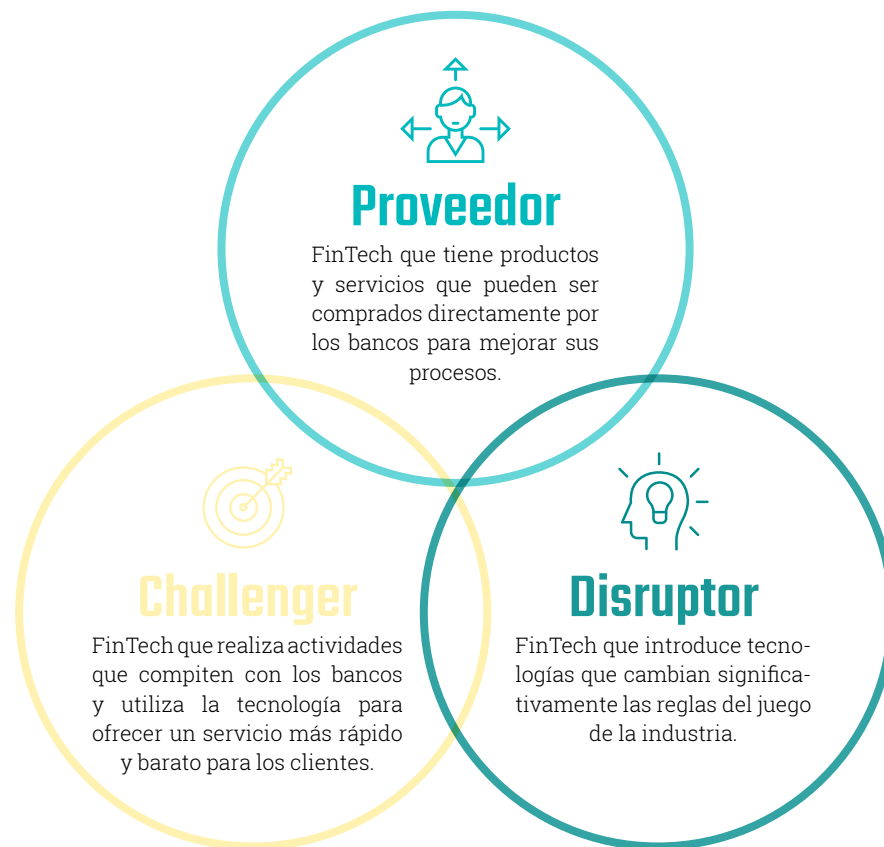 Proveedor
FinTech que tiene productos
y servicios que pueden ser
comprados directamente por
los bancos para mejorar sus
procesos.
Challenger
FinTech que realiza actividades
que compiten con los bancos
y utiliza la tecnología para
ofrecer un servicio más rápido
y barato para los clientes.
Disruptor
FinTech que introduce tecno-
logías que cambian significa-
tivamente las reglas del juego
de la industria.